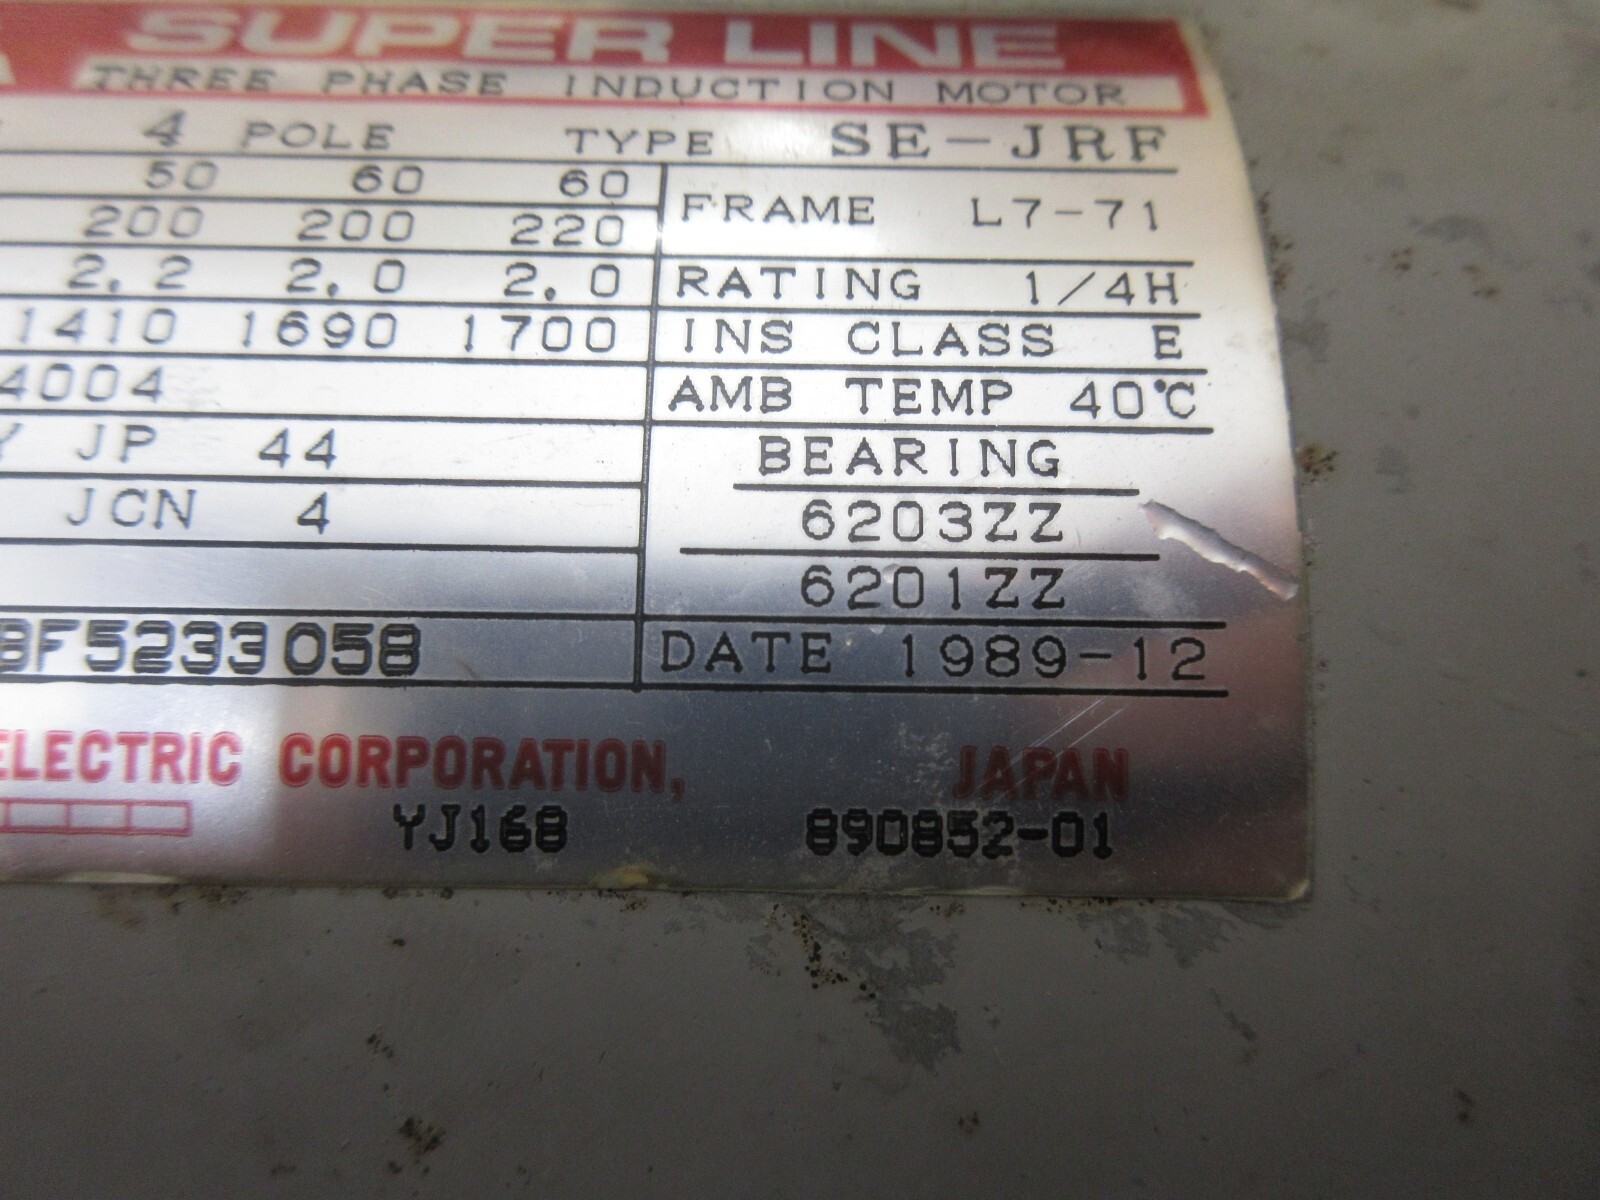 SUPER LINE
THREE PHASE INDUCTION MOTOR
4 POLE TYPE SE-JRF
50 60 60
FRAME L7-71
200 200 220
2.2 2.0 2.0 RATING 1/4H
1410 1690 1700 INS CLASS E
4004 AMB TEMP 40°C
Y JP 44 BEARING
JCN 4 6203ZZ
6201ZZ
BF5233058 DATE 1989-12
ELECTRIC CORPORATION, JAPAN
YJ168 890852-01